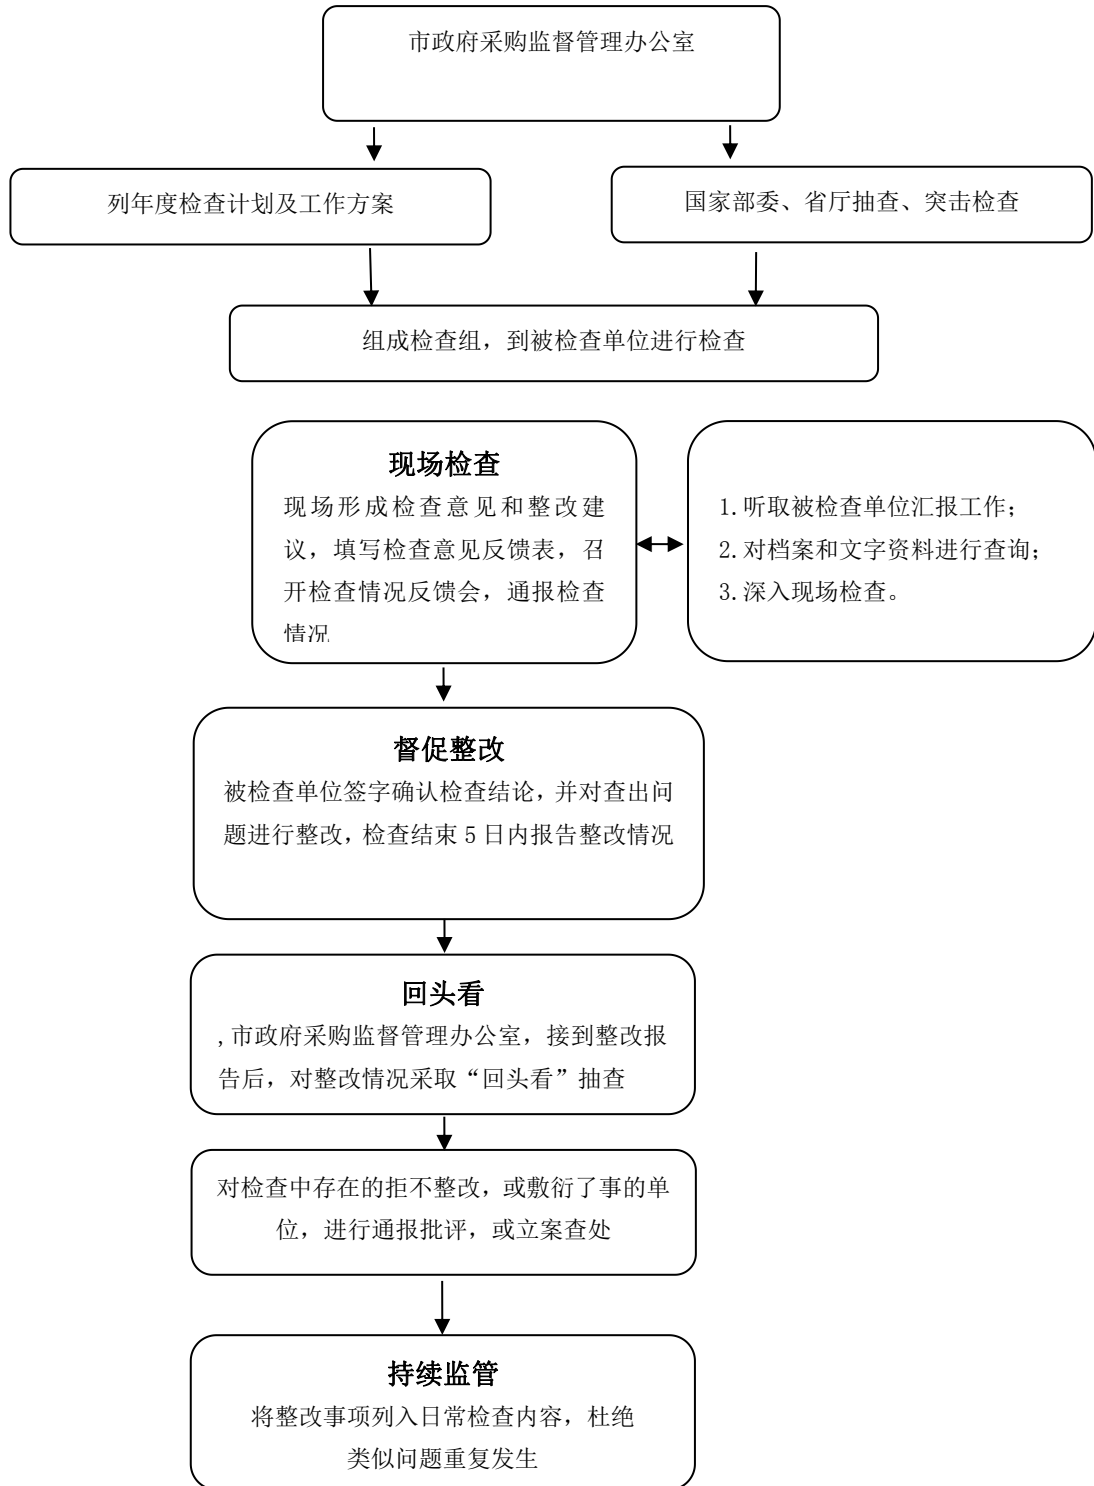 市政府采购监督管理办公室
列年度检查计划及工作方案
国家部委、省厅抽查、突击检查
组成检查组，到被检查单位进行检查
现场检查
现场形成检查意见和整改建
议，填写检查意见反馈表，召
开检查情况反馈会，通报检查
情况
1.听取被检查单位汇报工作；
2.对档案和文字资料进行查询；
3.深入现场检查。
督促整改
被检查单位签字确认检查结论，并对查出问
题进行整改，检查结束 5 日内报告整改情况
回头看
,市政府采购监督管理办公室，接到整改报
告后，对整改情况采取“回头看”抽查
对检查中存在的拒不整改，或敷衍了事的单
位，进行通报批评，或立案查处
持续监管
将整改事项列入日常检查内容，杜绝
类似问题重复发生